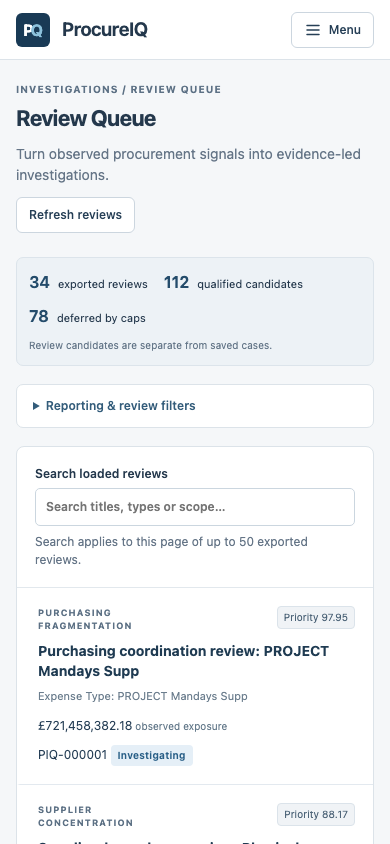 PQ ProcureIQ Menu
INVESTIGATIONS / REVIEW QUEUE
Review Queue
Turn observed procurement signals into evidence-led
investigations.
Refresh reviews
34 exported reviews 112 qualified candidates
78 deferred by caps
Review candidates are separate from saved cases.
Reporting & review filters
Search loaded reviews
Search titles, types or scope...
Search applies to this page of up to 50 exported
reviews.
PURCHASING
FRAGMENTATION
Priority 97.95
Purchasing coordination review: PROJECT
Mandays Supp
Expense Type: PROJECT Mandays Supp
£721,458,382.18 observed exposure
PIQ-000001 Investigating
SUPPLIER
CONCENTRATION
Priority 88.17